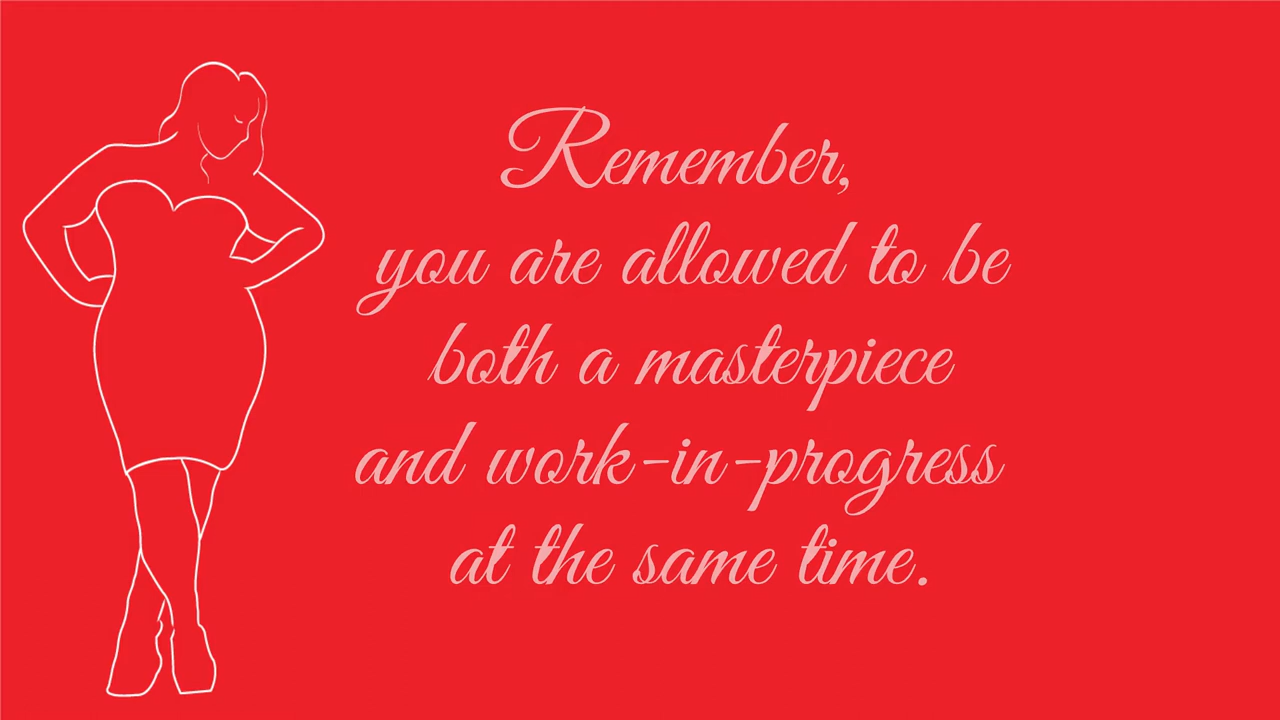 Remember,
you are allowed to be
both a masterpiece
and work-in-progress
at the same time.